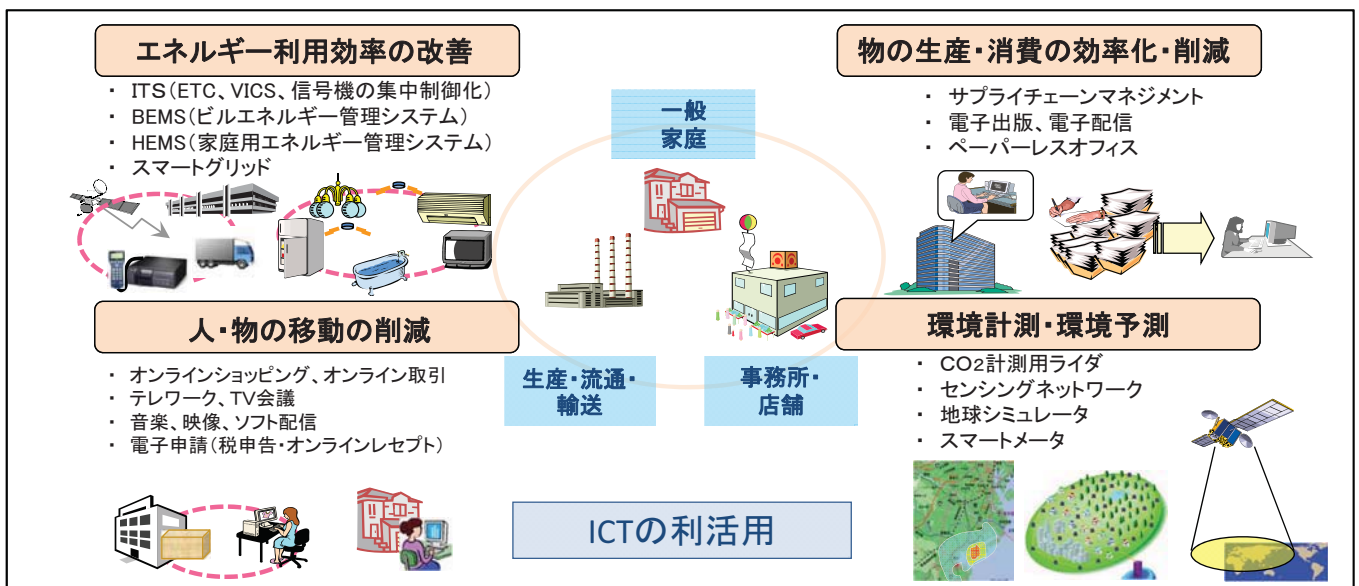 エネルギー利用効率の改善
・ ITS(ETC、VICS、信号機の集中制御化)
・ BEMS(ビルエネルギー管理システム)
・ HEMS(家庭用エネルギー管理システム)
・ スマートグリッド
物の生産・消費の効率化・削減
・ サプライチェーンマネジメント
・ 電子出版、電子配信
・ ペーパーレスオフィス
一般
家庭
人・物の移動の削減
・ オンラインショッピング、オンライン取引
・ テレワーク、TV会議
・ 音楽、映像、ソフト配信
・ 電子申請(税申告・オンラインレセプト)
生産・流通・
輸送
事務所・
店舗
環境計測・環境予測
・ CO2計測用ライダ
・ センシングネットワーク
・ 地球シミュレータ
・ スマートメータ
ICTの利活用